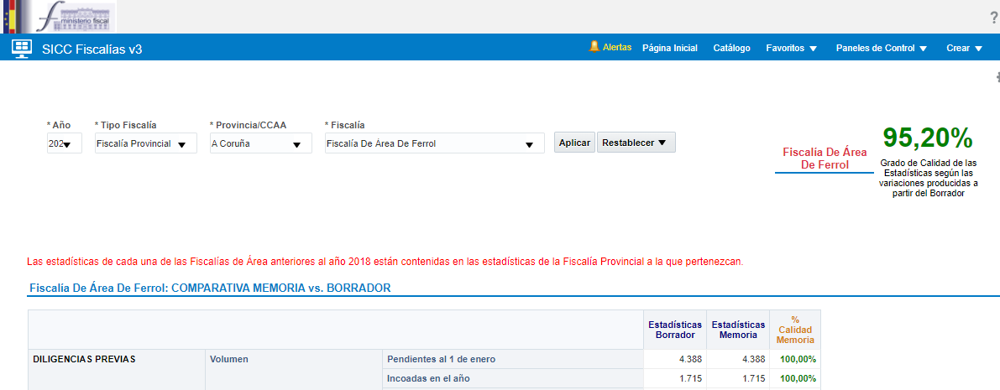 ministerio fiscal
?
SICC Fiscalías v3
Alertas Página Inicial Catálogo Favoritos Paneles de Control Crear
* Año * Tipo Fiscalía * Provincia/CCAA * Fiscalía
202 Fiscalía Provincial A Coruña Fiscalía De Área De Ferrol Aplicar Restablecer
Fiscalía De Área
De Ferrol
95,20%
Grado de Calidad de las
Estadísticas según las
variaciones producidas a
partir del Borrador
Las estadísticas de cada una de las Fiscalías de Área anteriores al año 2018 están contenidas en las estadísticas de la Fiscalía Provincial a la que pertenezcan.
Fiscalía De Área De Ferrol: COMPARATIVA MEMORIA vs. BORRADOR
Estadísticas
Borrador
Estadísticas
Memoria
%
Calidad
Memoria
DILIGENCIAS PREVIAS Volumen Pendientes al 1 de enero 4.388 4.388 100,00%
Incoadas en el año 1.715 1.715 100,00%